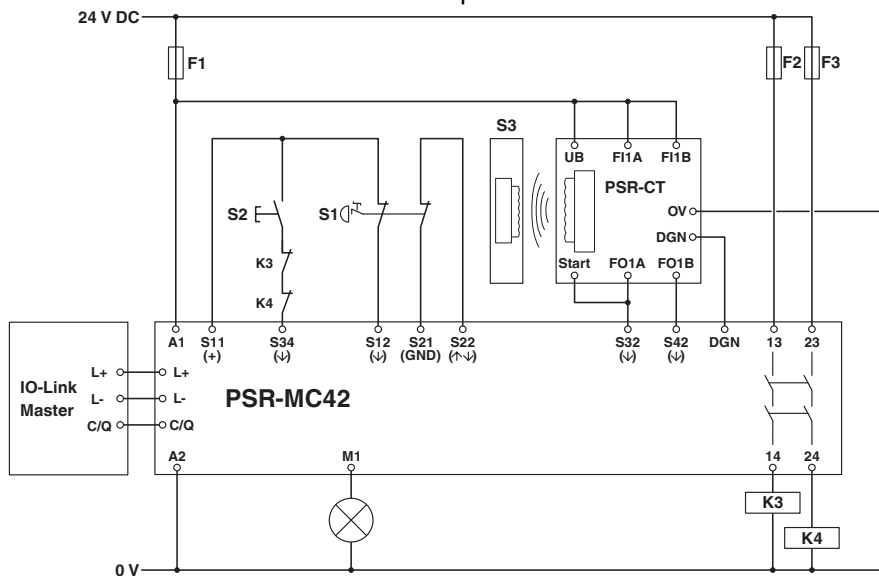 24 V DC
F1
F2
F3
S3
UB
FI1A
FI1B
PSR-CT
S2
S1
OV
DGN
K3
Start
FO1A
FO1B
K4
A1
S11
(+)
S34
(↓)
S12
(↓)
S21
(GND)
S22
(↑↓)
S32
(↓)
S42
(↓)
DGN
13
23
IO-Link
Master
L+
L+
L-
L-
C/Q
C/Q
PSR-MC42
A2
M1
14
24
K3
K4
0 V